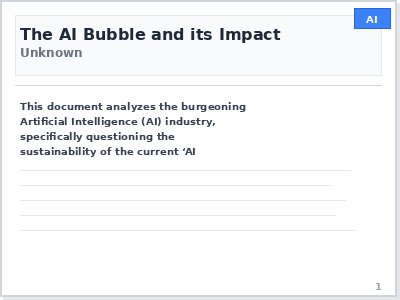 AI
The AI Bubble and its Impact
Unknown
This document analyzes the burgeoning
Artificial Intelligence (AI) industry,
specifically questioning the
sustainability of the current ‘AI
1